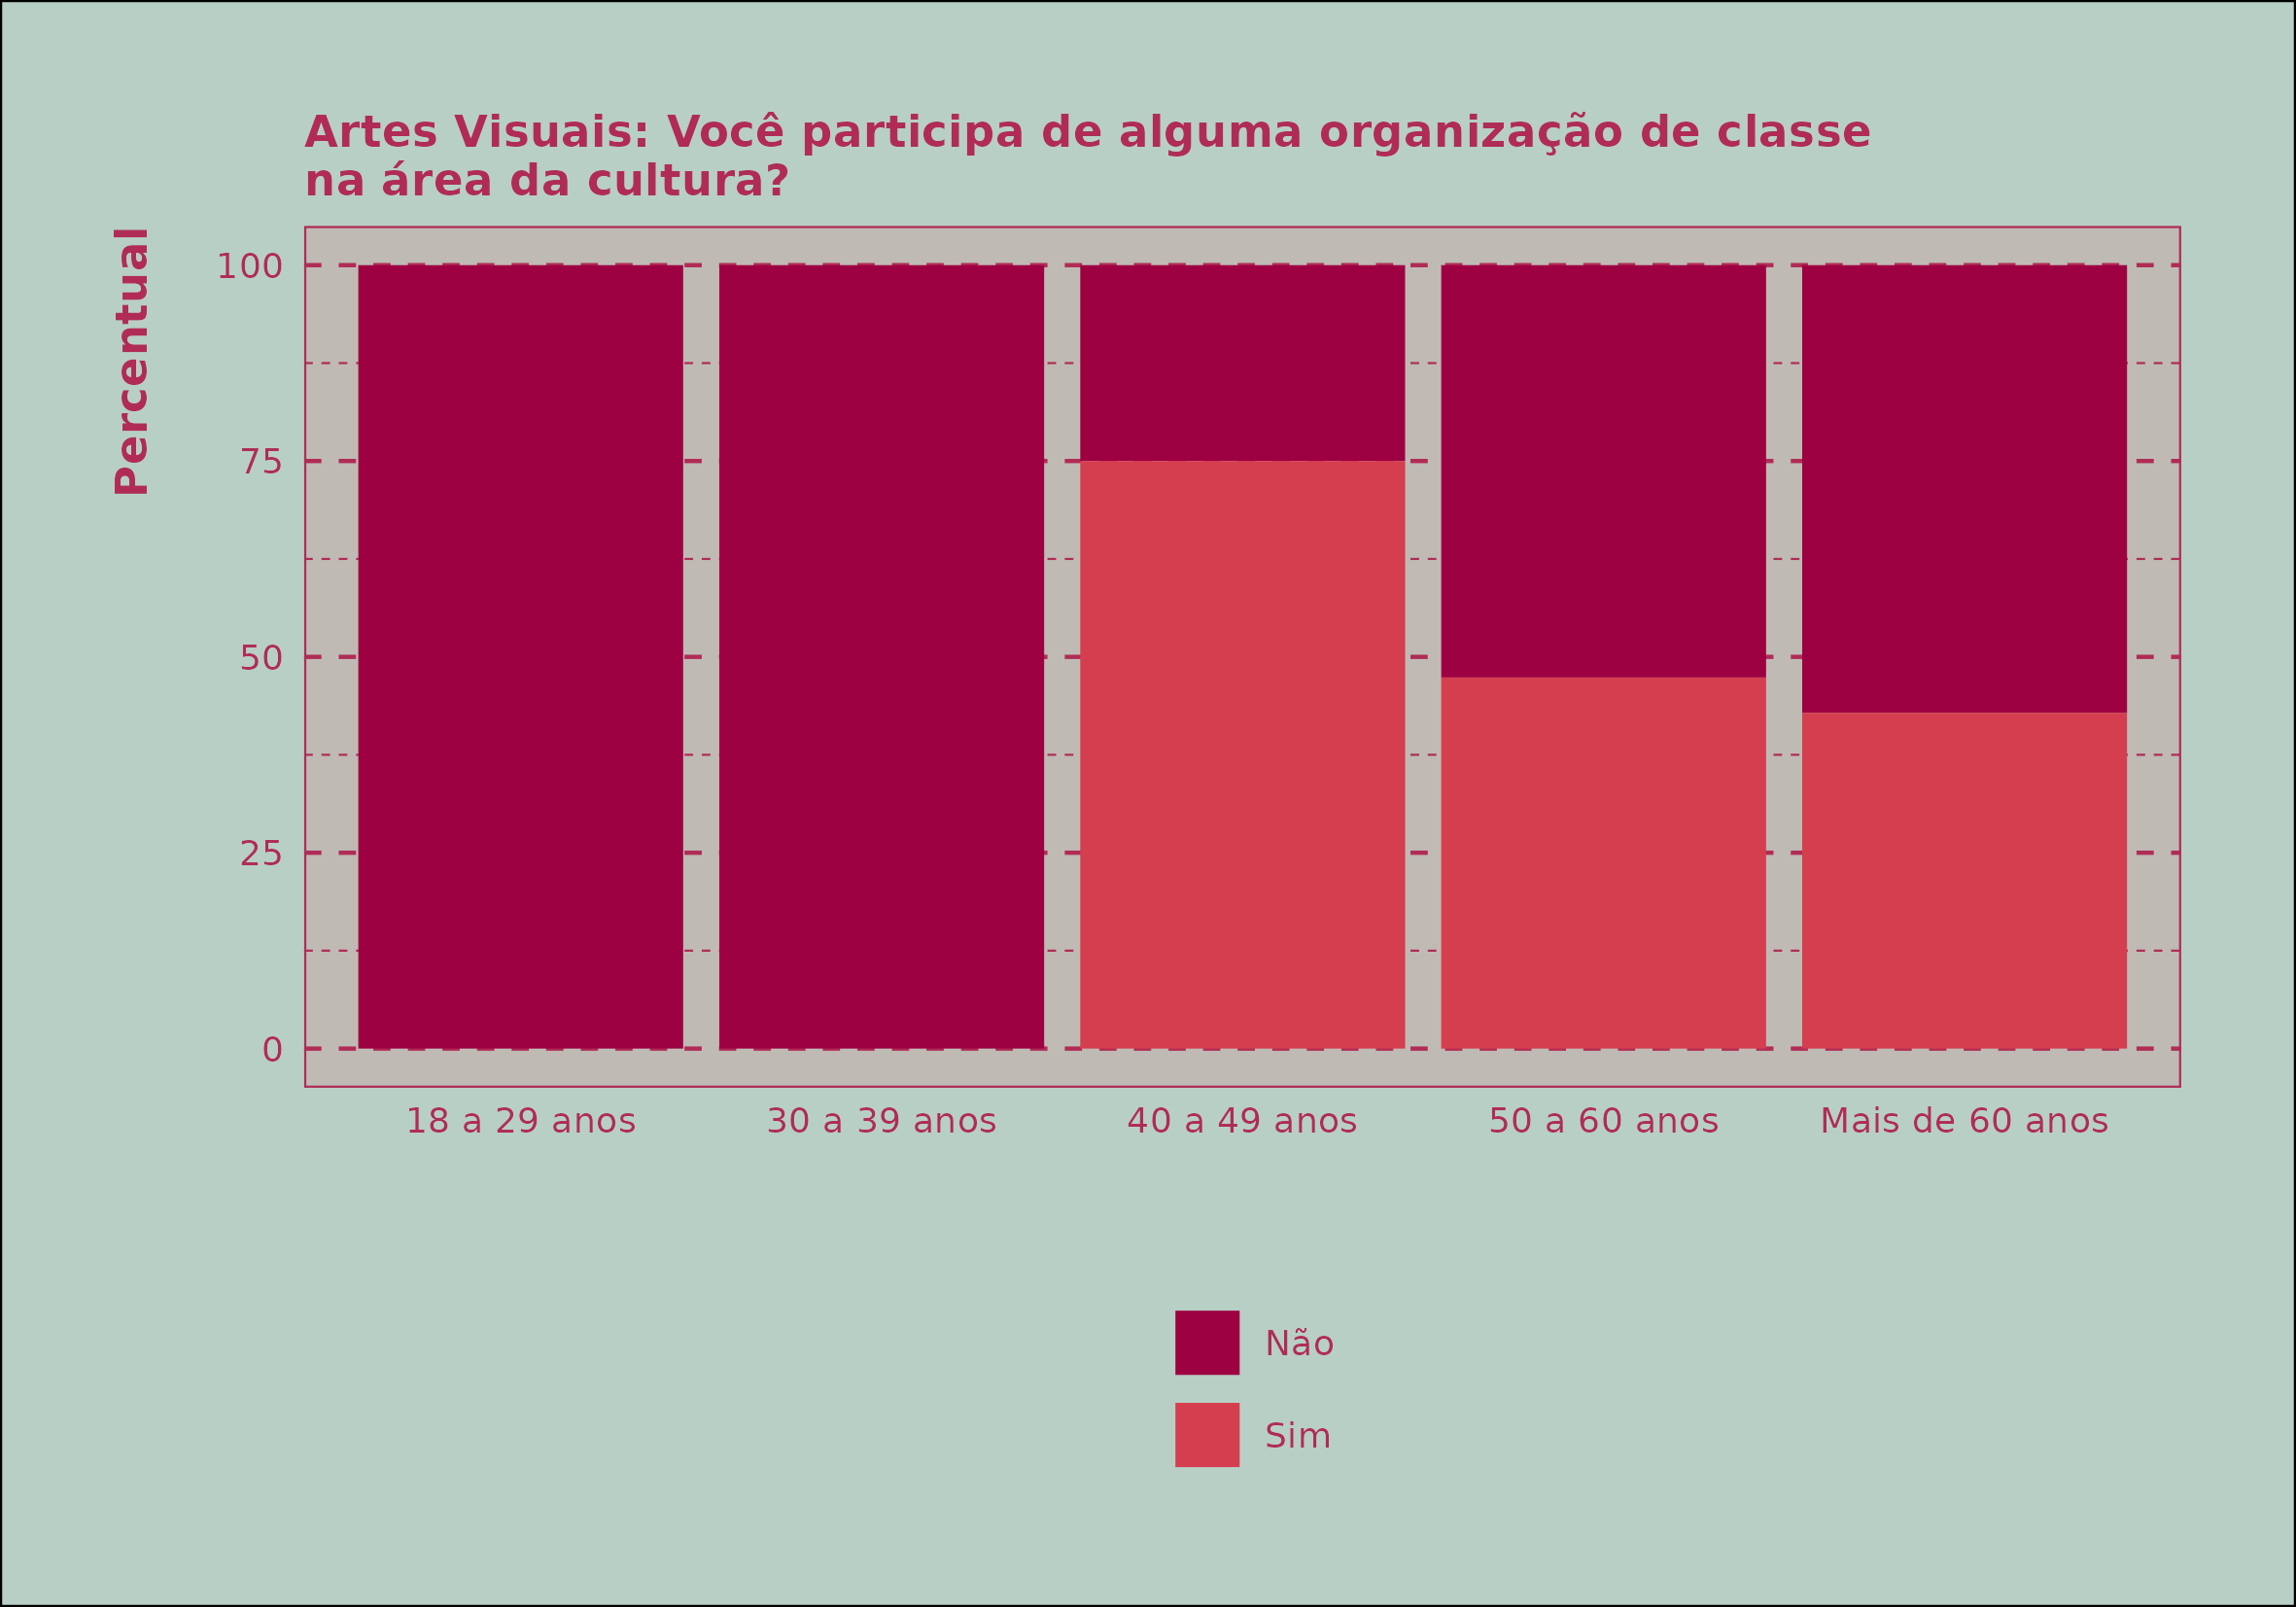 Artes Visuais: Você participa de alguma organização de classe
na área da cultura?
Percentual
100
75
50
25
0
18 a 29 anos
30 a 39 anos
40 a 49 anos
50 a 60 anos
Mais de 60 anos
Não
Sim